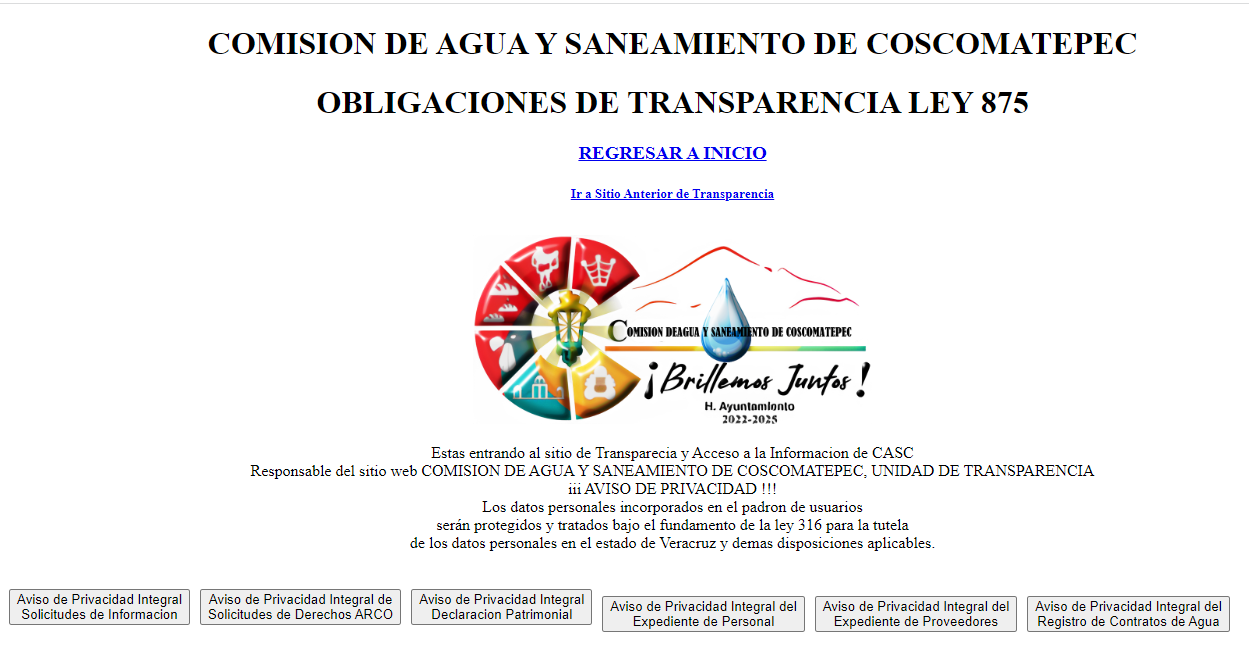 COMISION DE AGUA Y SANEAMIENTO DE COSCOMATEPEC
OBLIGACIONES DE TRANSPARENCIA LEY 875
REGRESAR A INICIO
Ir a Sitio Anterior de Transparencia
COMISION DEAGUA Y SANEAMIENTO DE COSCOMATEPEC
¡Brillemos Juntos!
H. Ayuntamiento
2022-2025
Estas entrando al sitio de Transparecia y Acceso a la Informacion de CASC
Responsable del sitio web COMISION DE AGUA Y SANEAMIENTO DE COSCOMATEPEC, UNIDAD DE TRANSPARENCIA
iii AVISO DE PRIVACIDAD !!!
Los datos personales incorporados en el padron de usuarios
serán protegidos y tratados bajo el fundamento de la ley 316 para la tutela
de los datos personales en el estado de Veracruz y demas disposiciones aplicables.
Aviso de Privacidad Integral
Solicitudes de Informacion
Aviso de Privacidad Integral de
Solicitudes de Derechos ARCO
Aviso de Privacidad Integral
Declaracion Patrimonial
Aviso de Privacidad Integral del
Expediente de Personal
Aviso de Privacidad Integral del
Expediente de Proveedores
Aviso de Privacidad Integral del
Registro de Contratos de Agua